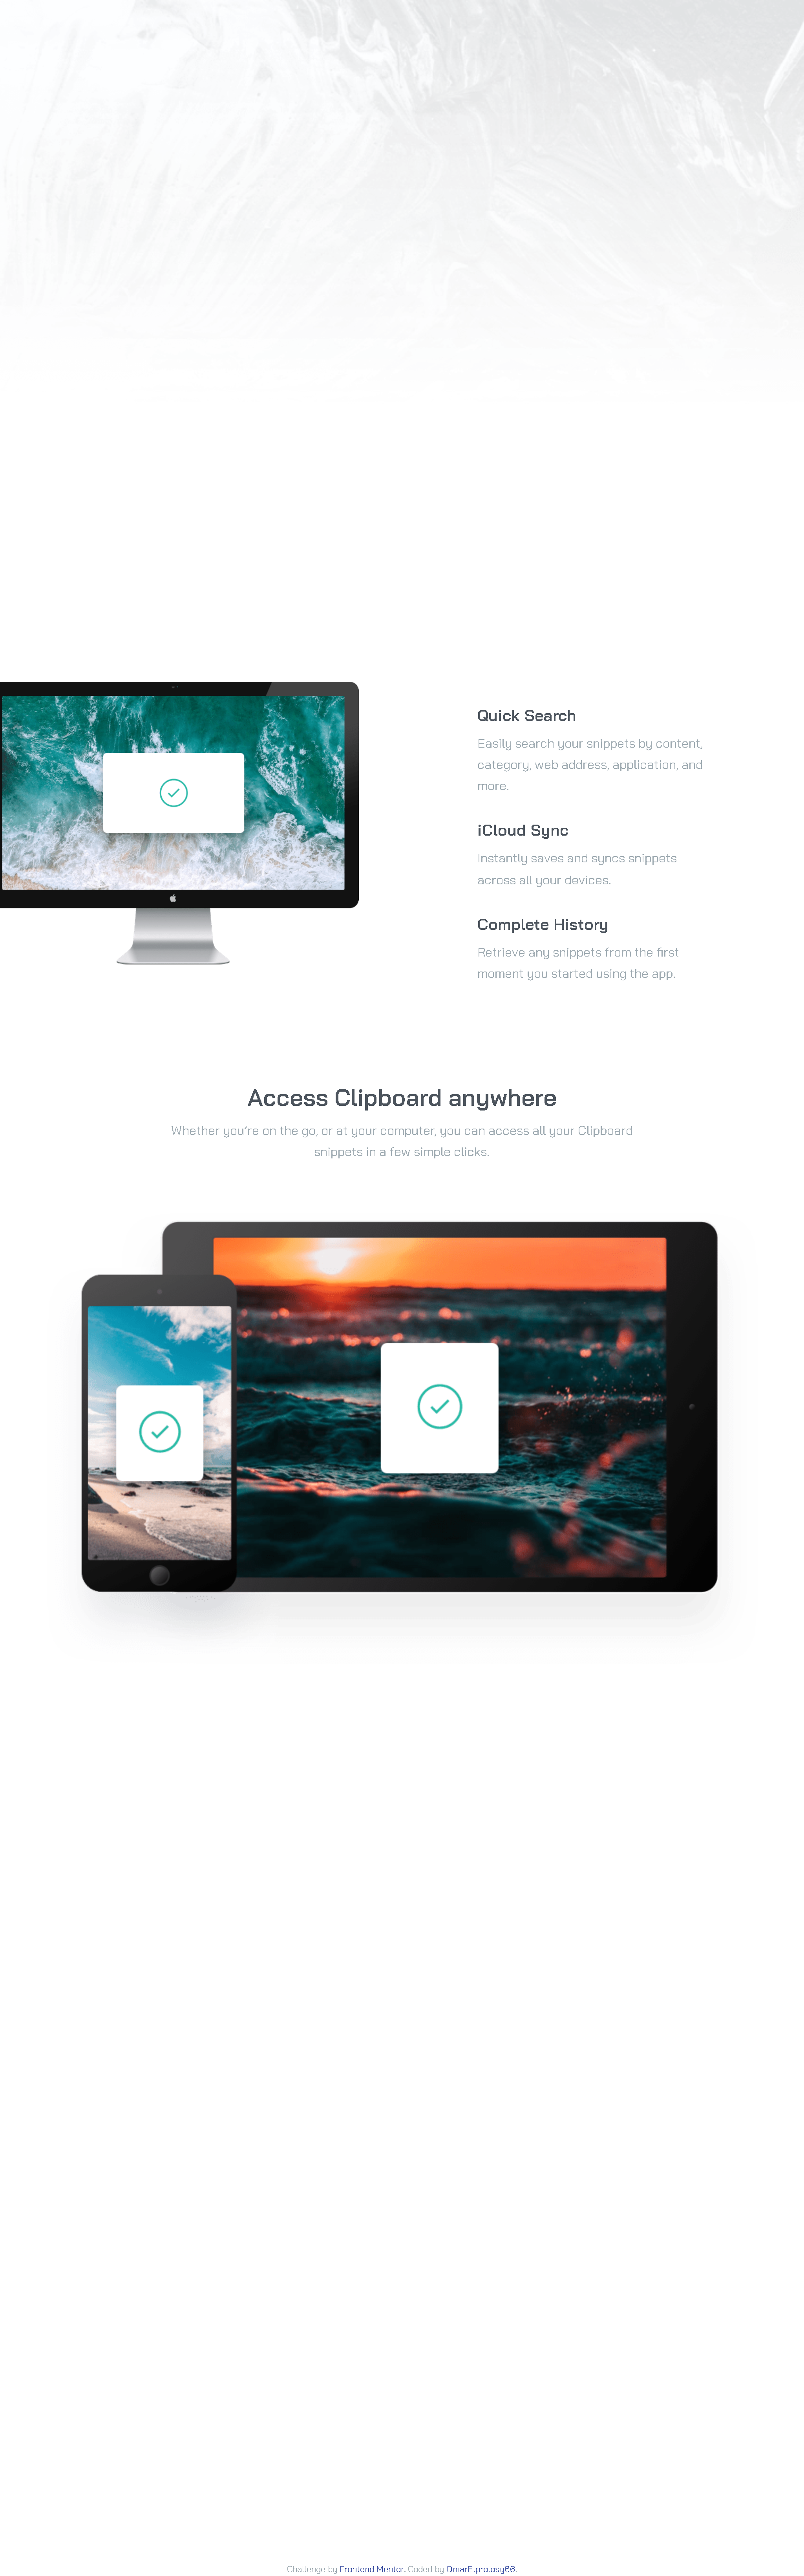 Quick Search
Easily search your snippets by content,
category, web address, application, and
more.
iCloud Sync
Instantly saves and syncs snippets
across all your devices.
Complete History
Retrieve any snippets from the first
moment you started using the app.
Access Clipboard anywhere
Whether you’re on the go, or at your computer, you can access all your Clipboard
snippets in a few simple clicks.
Challenge by Frontend Mentor. Coded by OmarElprolosy66.